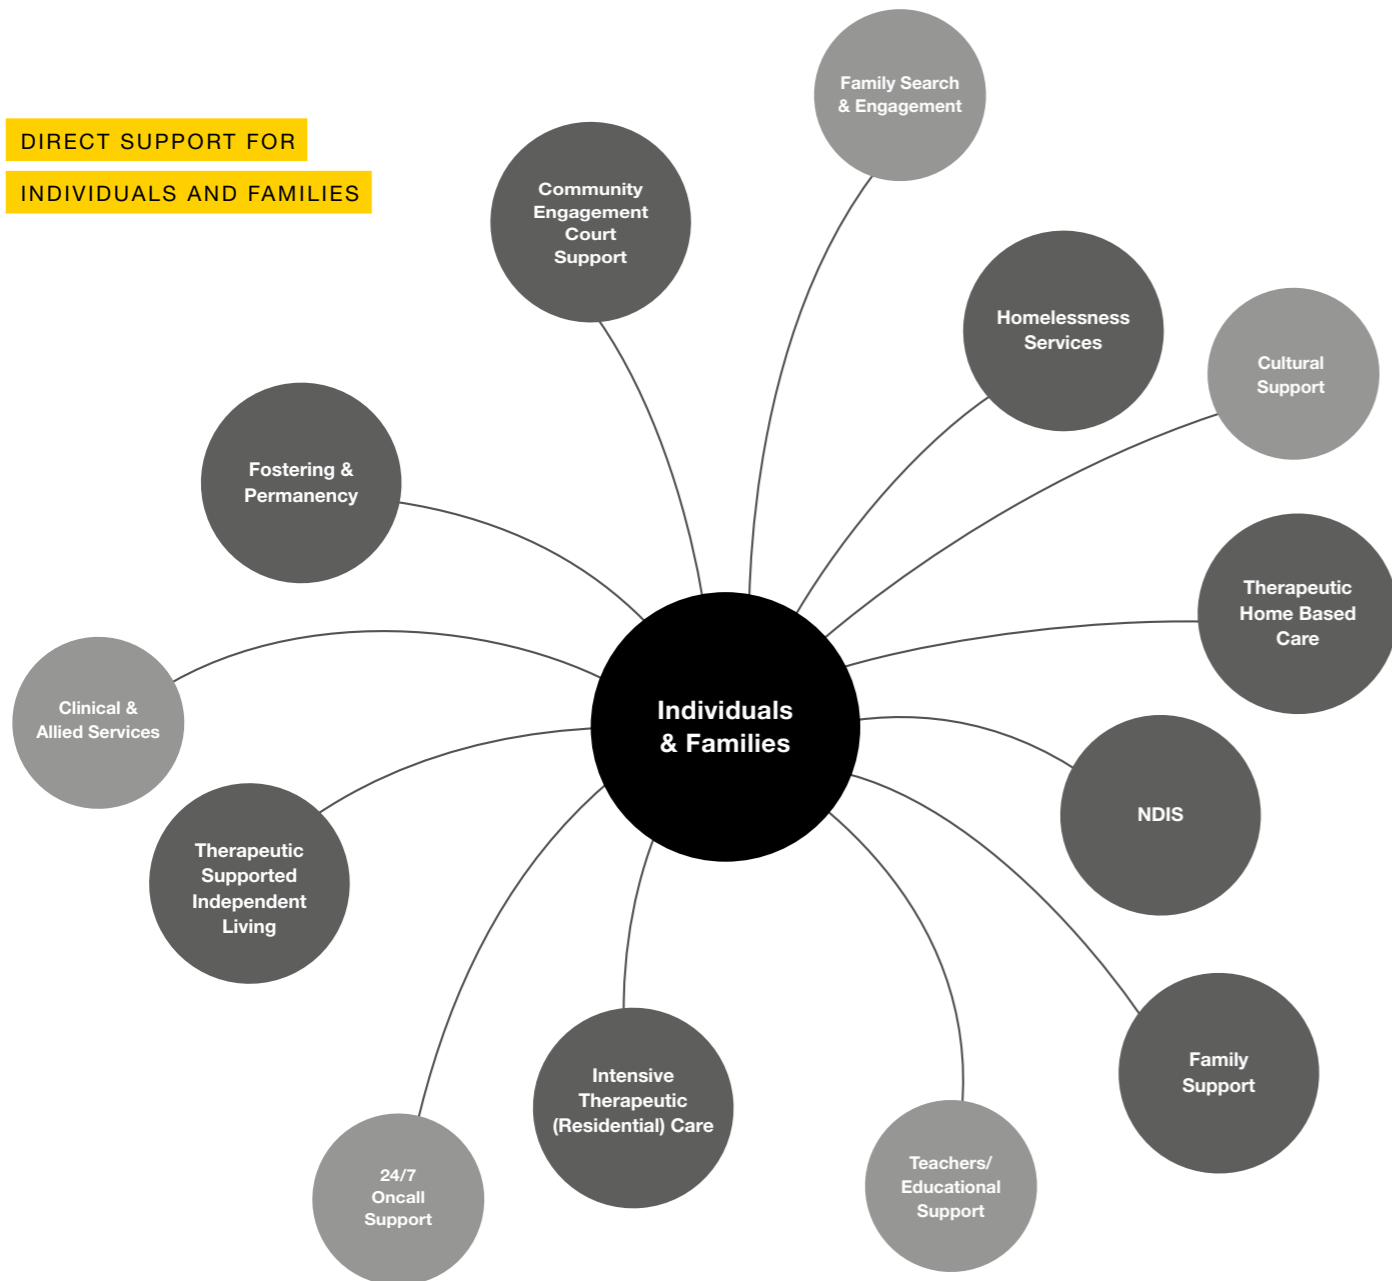 DIRECT SUPPORT FOR
INDIVIDUALS AND FAMILIES
Family Search
& Engagement
Community
Engagement
Court
Support
Homelessness
Services
Cultural
Support
Fostering &
Permanency
Therapeutic
Home Based
Care
Clinical &
Allied Services
Individuals
& Families
NDIS
Therapeutic
Supported
Independent
Living
Family
Support
Intensive
Therapeutic
(Residential) Care
24/7
Oncall
Support
Teachers/
Educational
Support